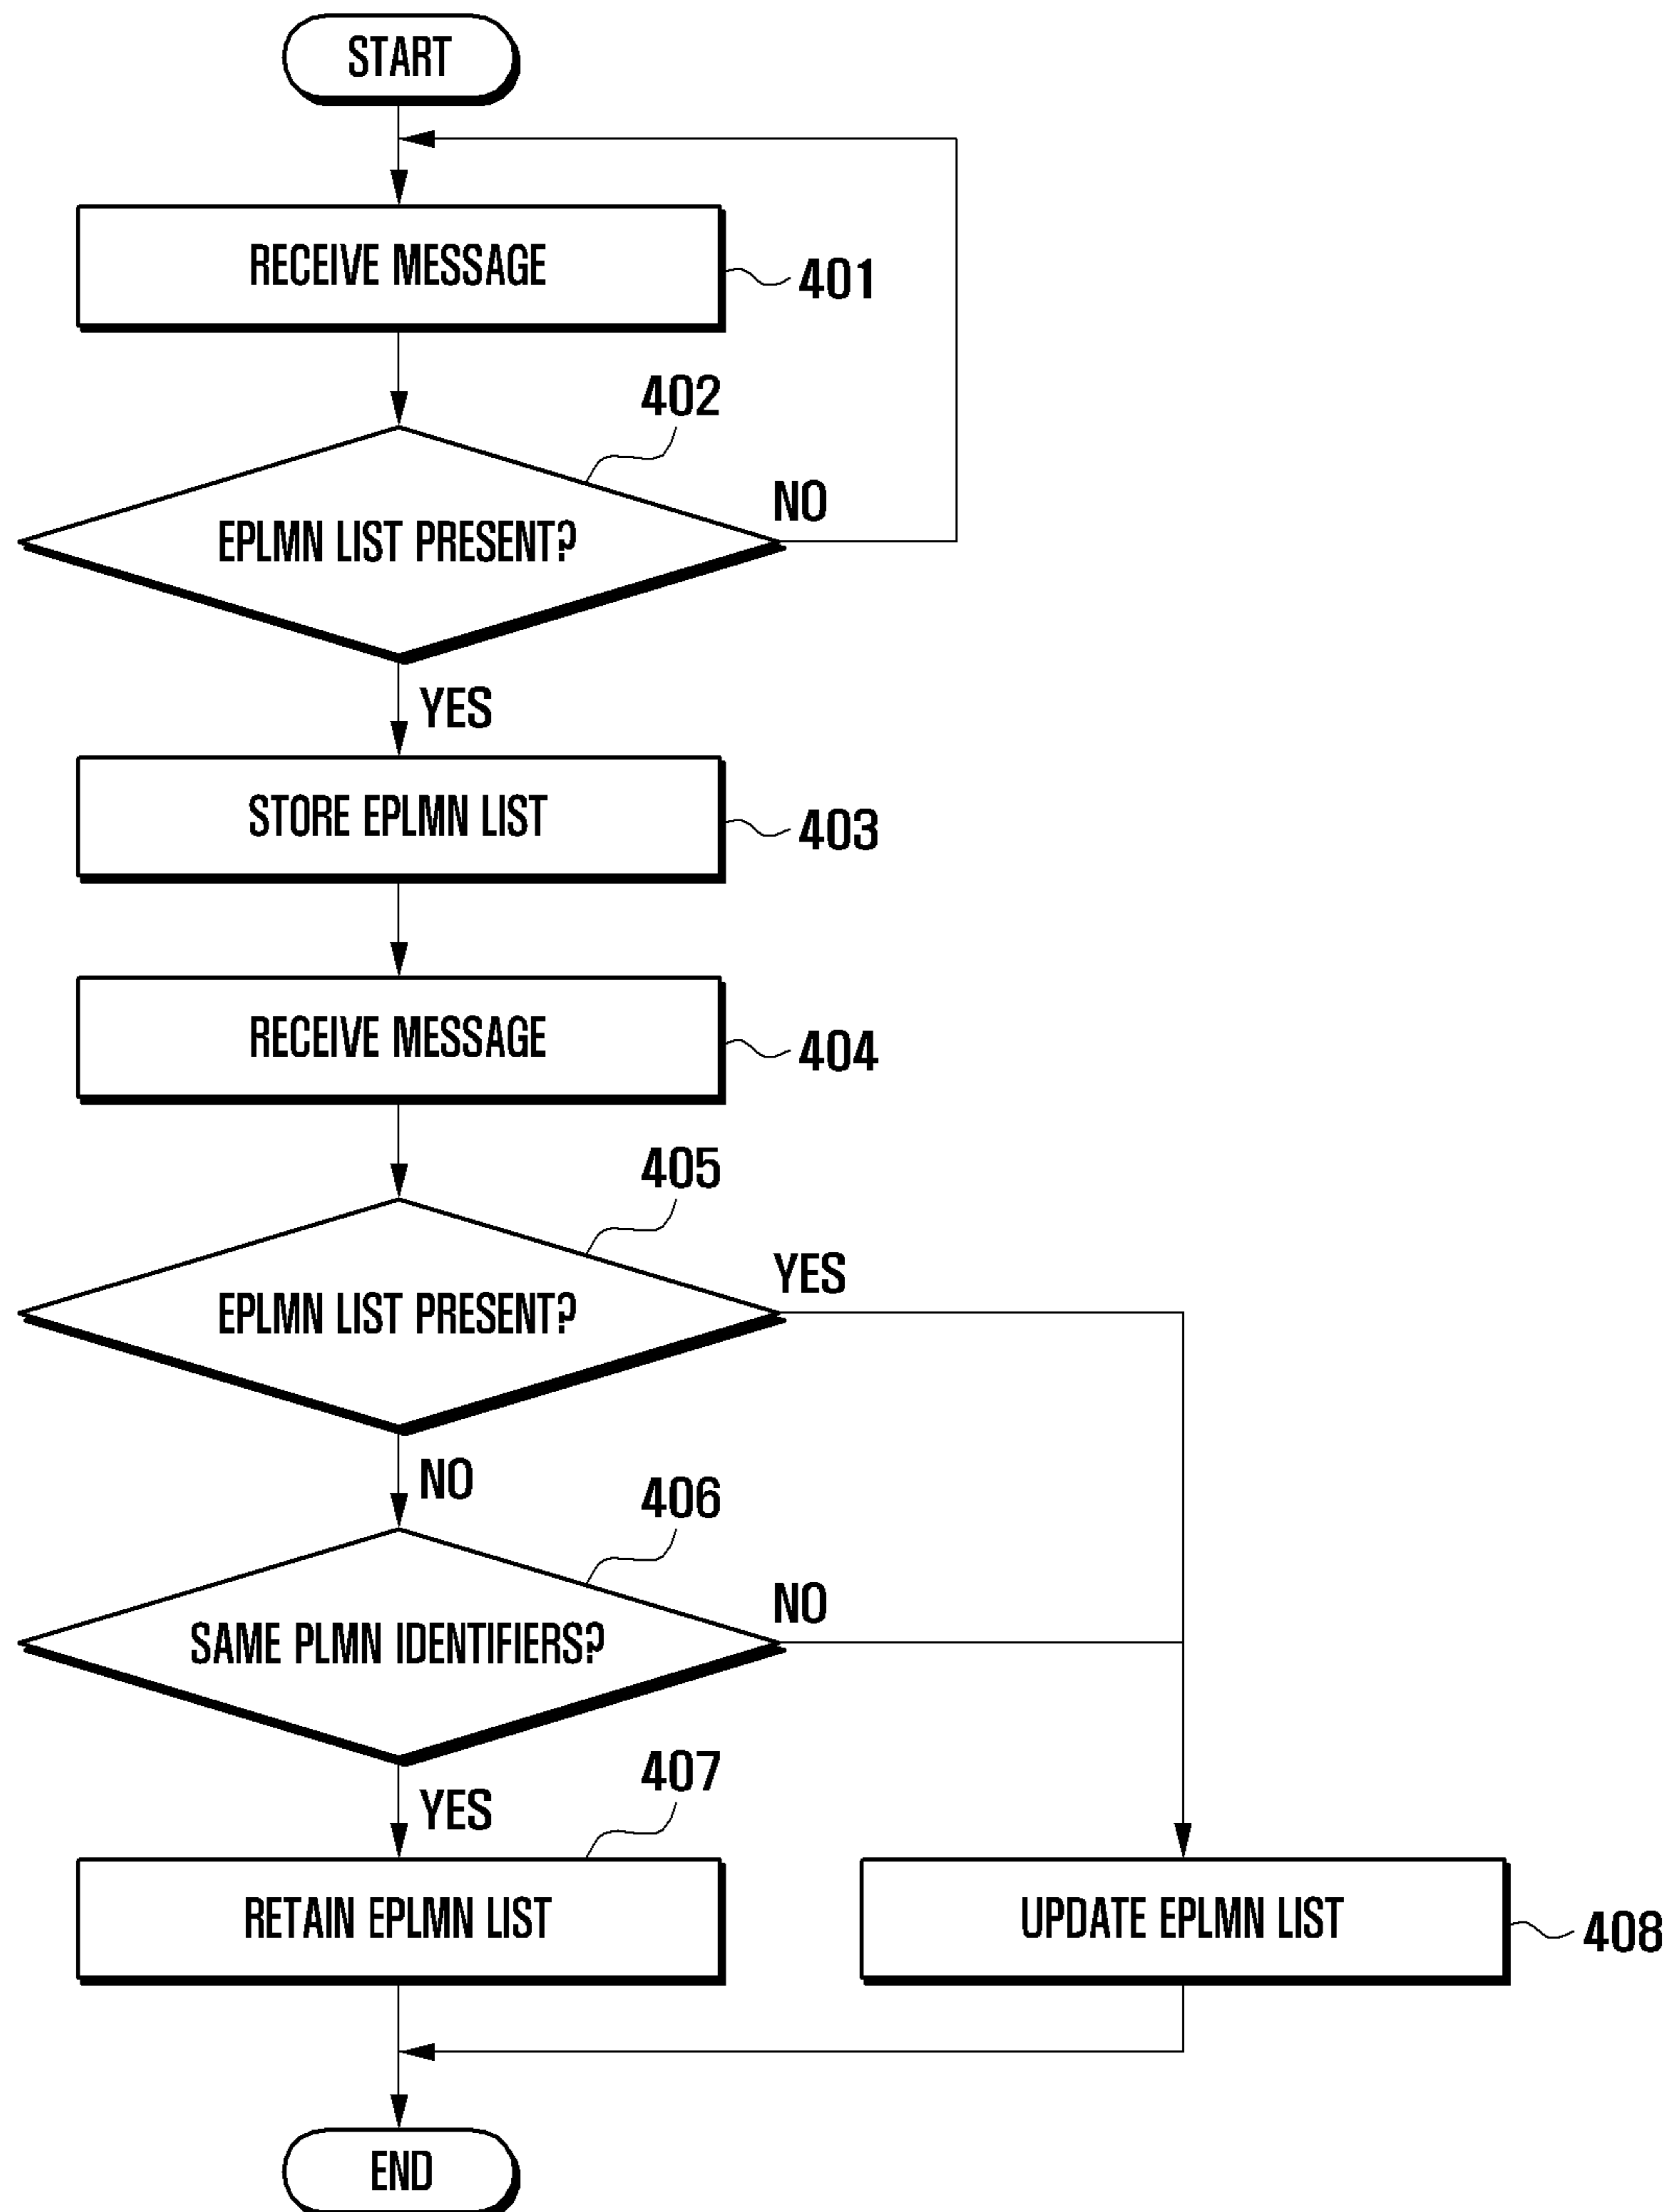 START
RECEIVE MESSAGE
401
402
EPLMN LIST PRESENT?
NO
YES
STORE EPLMN LIST
403
RECEIVE MESSAGE
404
405
EPLMN LIST PRESENT?
YES
NO
406
SAME PLMN IDENTIFIERS?
NO
YES
407
RETAIN EPLMN LIST
UPDATE EPLMN LIST
408
END